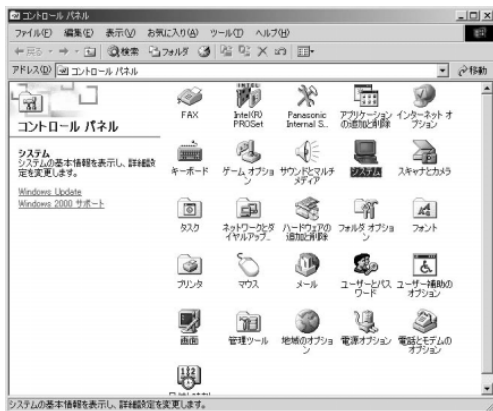 コントロール パネル
ファイル(F) 編集(E) 表示(V) お気に入り(A) ツール(T) ヘルプ(H)
戻る 検索 フォルダ
アドレス(D) コントロール パネル 移動
コントロール パネル
システム
システムの基本情報を表示し、詳細設
定を変更します。
Windows Update
Windows 2000 サポート
FAX
Intel(R)
PROSet
Panasonic
Internal S..
アプリケーション
の追加と削除
インターネット オ
プション
キーボード
ゲーム オプショ
ン
サウンドとマルチ
メディア
システム
スキャナとカメラ
タスク
ネットワークとダ
イヤルアップ..
ハードウェアの
追加と削除
フォルダ オプショ
ン
フォント
プリンタ
マウス
メール
ユーザーとパス
ワード
ユーザー補助の
オプション
画面
管理ツール
地域のオプショ
ン
電源オプション
電話とモデムの
オプション
システムの基本情報を表示し、詳細設定を変更します。